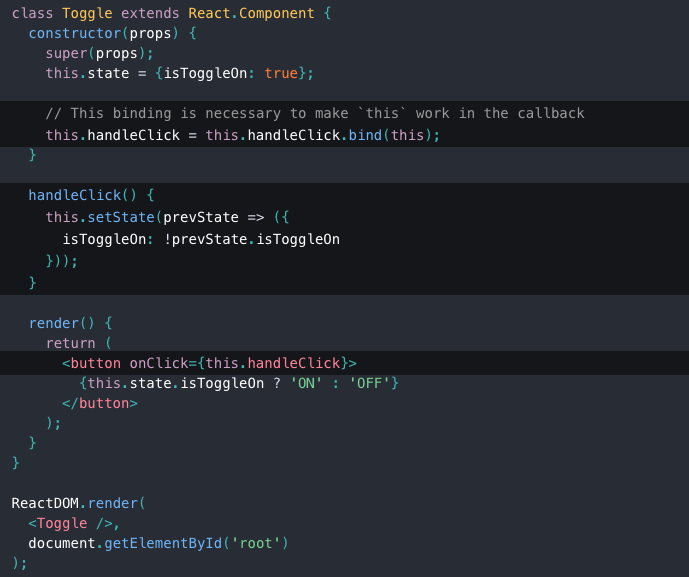 class Toggle extends React.Component {
  constructor(props) {
    super(props);
    this.state = {isToggleOn: true};

    // This binding is necessary to make `this` work in the callback
    this.handleClick = this.handleClick.bind(this);
  }

  handleClick() {
    this.setState(prevState => ({
      isToggleOn: !prevState.isToggleOn
    }));
  }

  render() {
    return (
      <button onClick={this.handleClick}>
        {this.state.isToggleOn ? 'ON' : 'OFF'}
      </button>
    );
  }
}

ReactDOM.render(
  <Toggle />,
  document.getElementById('root')
);